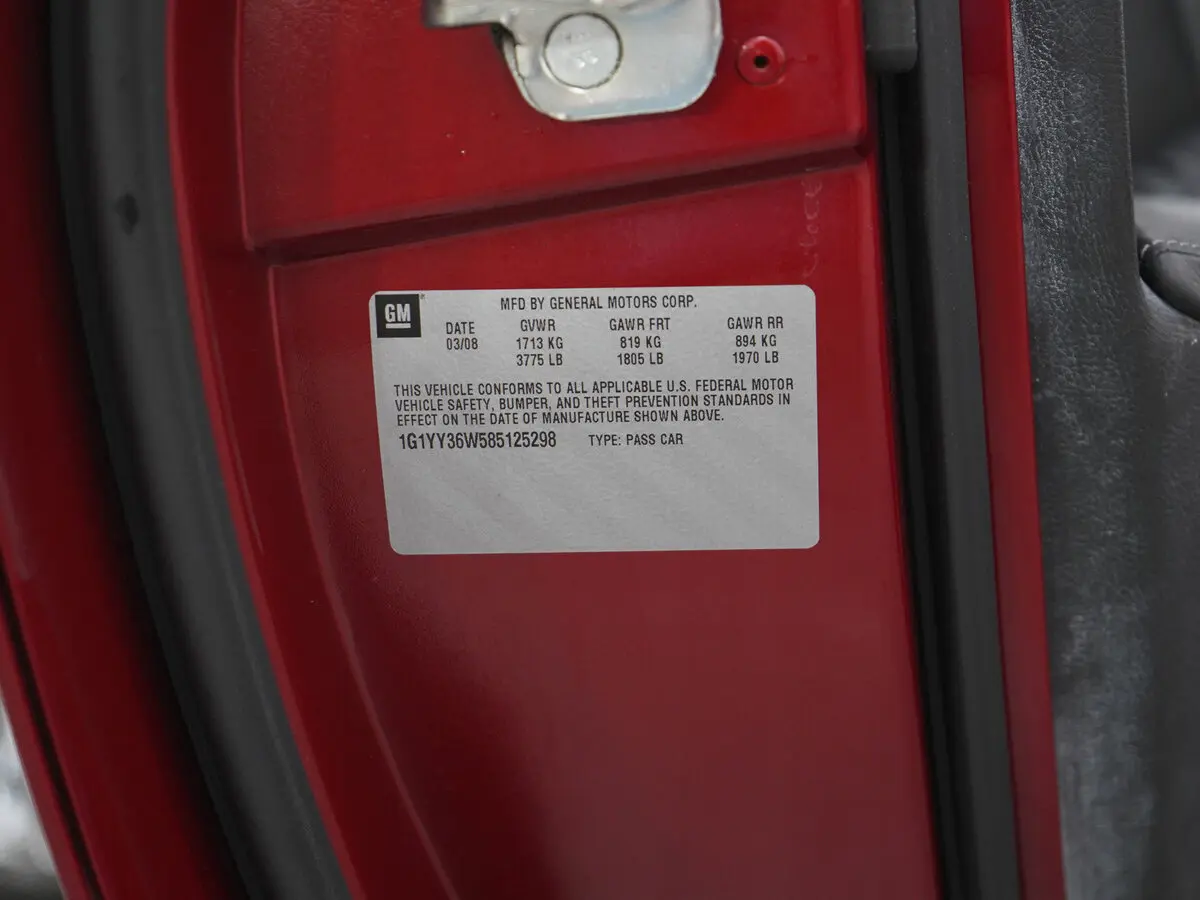 GM
MFD BY GENERAL MOTORS CORP.
DATE GVWR GAWR FRT GAWR RR
03/08 1713 KG 819 KG 894 KG
3775 LB 1805 LB 1970 LB
THIS VEHICLE CONFORMS TO ALL APPLICABLE U.S. FEDERAL MOTOR
VEHICLE SAFETY, BUMPER, AND THEFT PREVENTION STANDARDS IN
EFFECT ON THE DATE OF MANUFACTURE SHOWN ABOVE.
1G1YY36W585125298 TYPE: PASS CAR